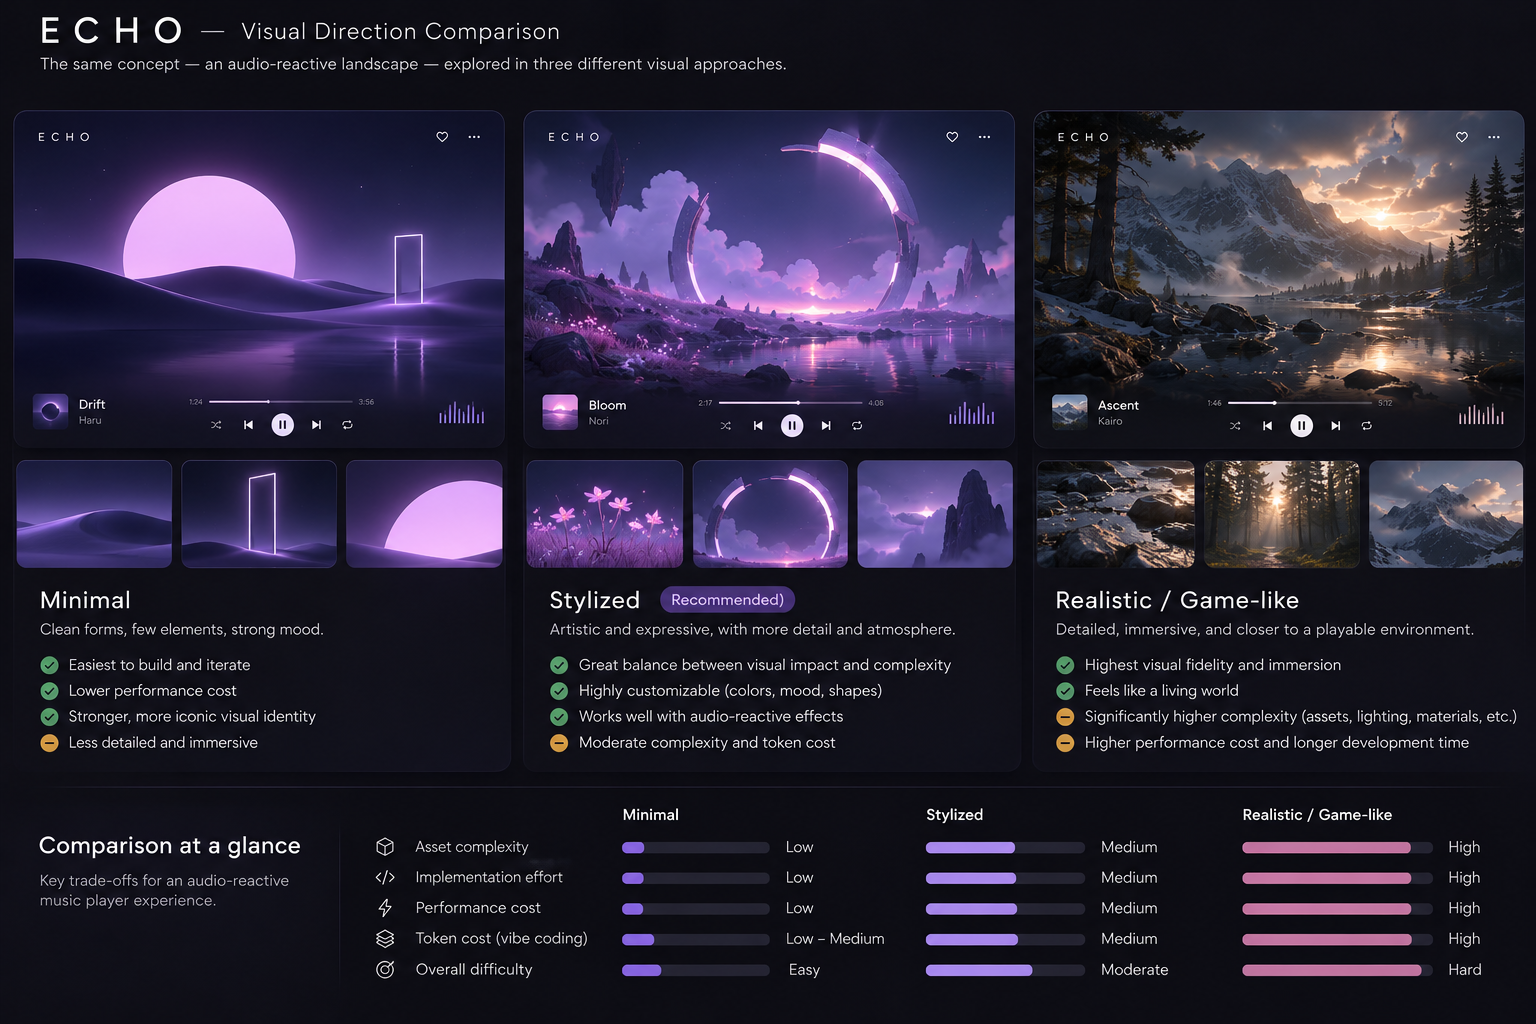 ECHO — Visual Direction Comparison
The same concept — an audio-reactive landscape — explored in three different visual approaches.
ECHO
Drift
Haru
1:24
3:56
ECHO
Bloom
Nori
2:17
4:08
ECHO
Ascent
Kairo
1:46
5:12
Minimal
Clean forms, few elements, strong mood.
Easiest to build and iterate
Lower performance cost
Stronger, more iconic visual identity
Less detailed and immersive
Stylized
Recommended)
Artistic and expressive, with more detail and atmosphere.
Great balance between visual impact and complexity
Highly customizable (colors, mood, shapes)
Works well with audio-reactive effects
Moderate complexity and token cost
Realistic / Game-like
Detailed, immersive, and closer to a playable environment.
Highest visual fidelity and immersion
Feels like a living world
Significantly higher complexity (assets, lighting, materials, etc.)
Higher performance cost and longer development time
Comparison at a glance
Key trade-offs for an audio-reactive
music player experience.
Minimal Stylized Realistic / Game-like
Asset complexity Low Medium High
Implementation effort Low Medium High
Performance cost Low Medium High
Token cost (vibe coding) Low – Medium Medium High
Overall difficulty Easy Moderate Hard